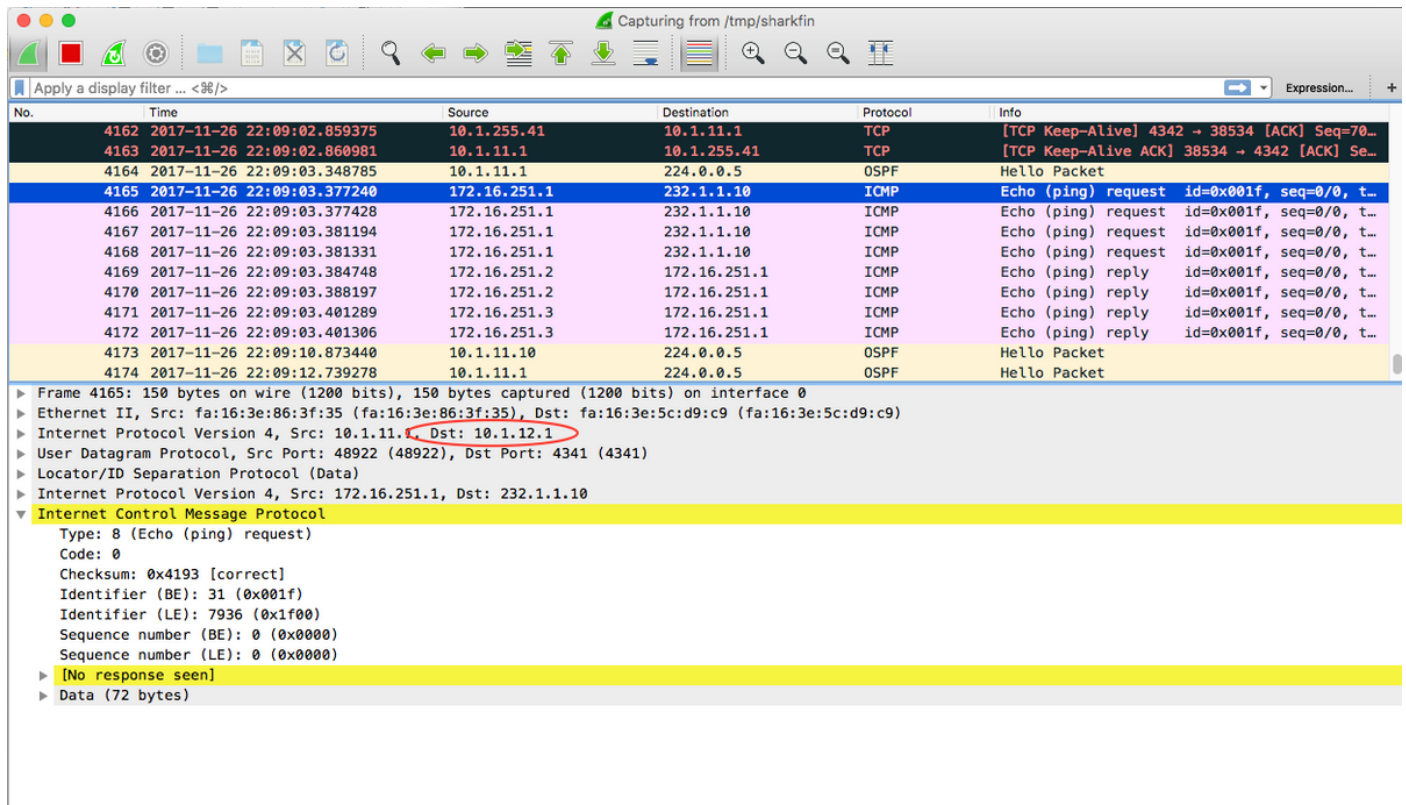 Capturing from /tmp/sharkfin
Apply a display filter ... <⌘/>
Expression... +
No. Time Source Destination Protocol Info
4162 2017-11-26 22:09:02.859375 10.1.255.41 10.1.11.1 TCP [TCP Keep-Alive] 4342 → 38534 [ACK] Seq=70…
4163 2017-11-26 22:09:02.860981 10.1.11.1 10.1.255.41 TCP [TCP Keep-Alive ACK] 38534 → 4342 [ACK] Se…
4164 2017-11-26 22:09:03.348785 10.1.11.1 224.0.0.5 OSPF Hello Packet
4165 2017-11-26 22:09:03.377240 172.16.251.1 232.1.1.10 ICMP Echo (ping) request id=0x001f, seq=0/0, t…
4166 2017-11-26 22:09:03.377428 172.16.251.1 232.1.1.10 ICMP Echo (ping) request id=0x001f, seq=0/0, t…
4167 2017-11-26 22:09:03.381194 172.16.251.1 232.1.1.10 ICMP Echo (ping) request id=0x001f, seq=0/0, t…
4168 2017-11-26 22:09:03.381331 172.16.251.1 232.1.1.10 ICMP Echo (ping) request id=0x001f, seq=0/0, t…
4169 2017-11-26 22:09:03.384748 172.16.251.2 172.16.251.1 ICMP Echo (ping) reply id=0x001f, seq=0/0, t…
4170 2017-11-26 22:09:03.388197 172.16.251.2 172.16.251.1 ICMP Echo (ping) reply id=0x001f, seq=0/0, t…
4171 2017-11-26 22:09:03.401289 172.16.251.3 172.16.251.1 ICMP Echo (ping) reply id=0x001f, seq=0/0, t…
4172 2017-11-26 22:09:03.401306 172.16.251.3 172.16.251.1 ICMP Echo (ping) reply id=0x001f, seq=0/0, t…
4173 2017-11-26 22:09:10.873440 10.1.11.10 224.0.0.5 OSPF Hello Packet
4174 2017-11-26 22:09:12.739278 10.1.11.1 224.0.0.5 OSPF Hello Packet
Frame 4165: 150 bytes on wire (1200 bits), 150 bytes captured (1200 bits) on interface 0
Ethernet II, Src: fa:16:3e:86:3f:35 (fa:16:3e:86:3f:35), Dst: fa:16:3e:5c:d9:c9 (fa:16:3e:5c:d9:c9)
Internet Protocol Version 4, Src: 10.1.11.1, Dst: 10.1.12.1
User Datagram Protocol, Src Port: 48922 (48922), Dst Port: 4341 (4341)
Locator/ID Separation Protocol (Data)
Internet Protocol Version 4, Src: 172.16.251.1, Dst: 232.1.1.10
Internet Control Message Protocol
Type: 8 (Echo (ping) request)
Code: 0
Checksum: 0x4193 [correct]
Identifier (BE): 31 (0x001f)
Identifier (LE): 7936 (0x1f00)
Sequence number (BE): 0 (0x0000)
Sequence number (LE): 0 (0x0000)
[No response seen]
Data (72 bytes)